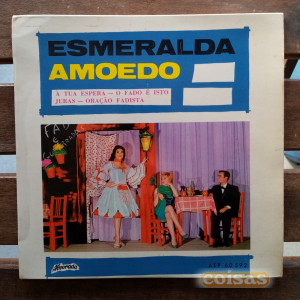 ESMERALDA
AMOEDO
À TUA ESPERA — O FADO É ISTO
JURAS — ORAÇÃO FADISTA
Alvorada
coisas